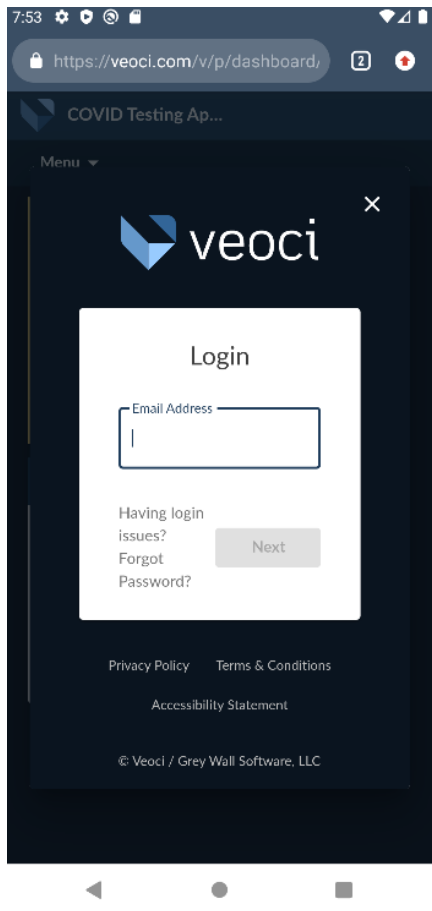 7:53
https://veoci.com/v/p/dashboard/
2
COVID Testing Ap...
Menu
veoci
Login
Email Address
Having login
issues?
Forgot
Password?
Next
Privacy Policy Terms & Conditions
Accessibility Statement
© Veoci / Grey Wall Software, LLC